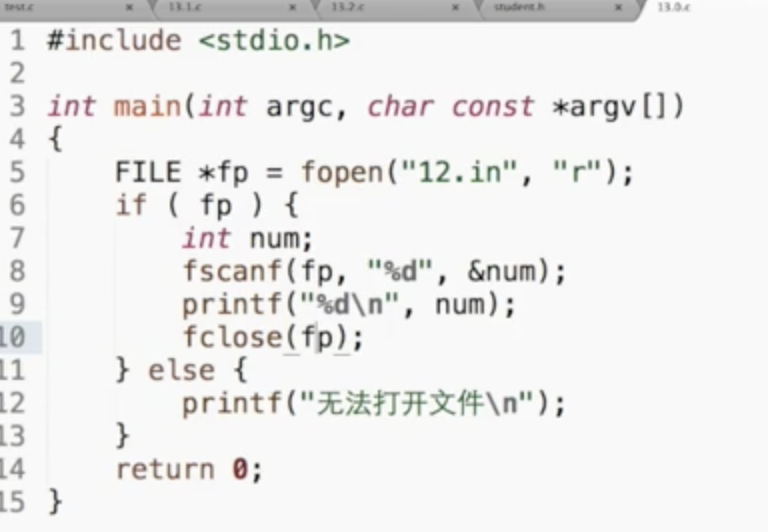 test.c × 13.1.c × 13.2.c × student.h × 13.0.c
1 #include <stdio.h>
2
3 int main(int argc, char const *argv[])
4 {
5     FILE *fp = fopen("12.in", "r");
6     if ( fp ) {
7         int num;
8         fscanf(fp, "%d", &num);
9         printf("%d\n", num);
10         fclose(fp);
11     } else {
12         printf("无法打开文件\n");
13     }
14     return 0;
15 }